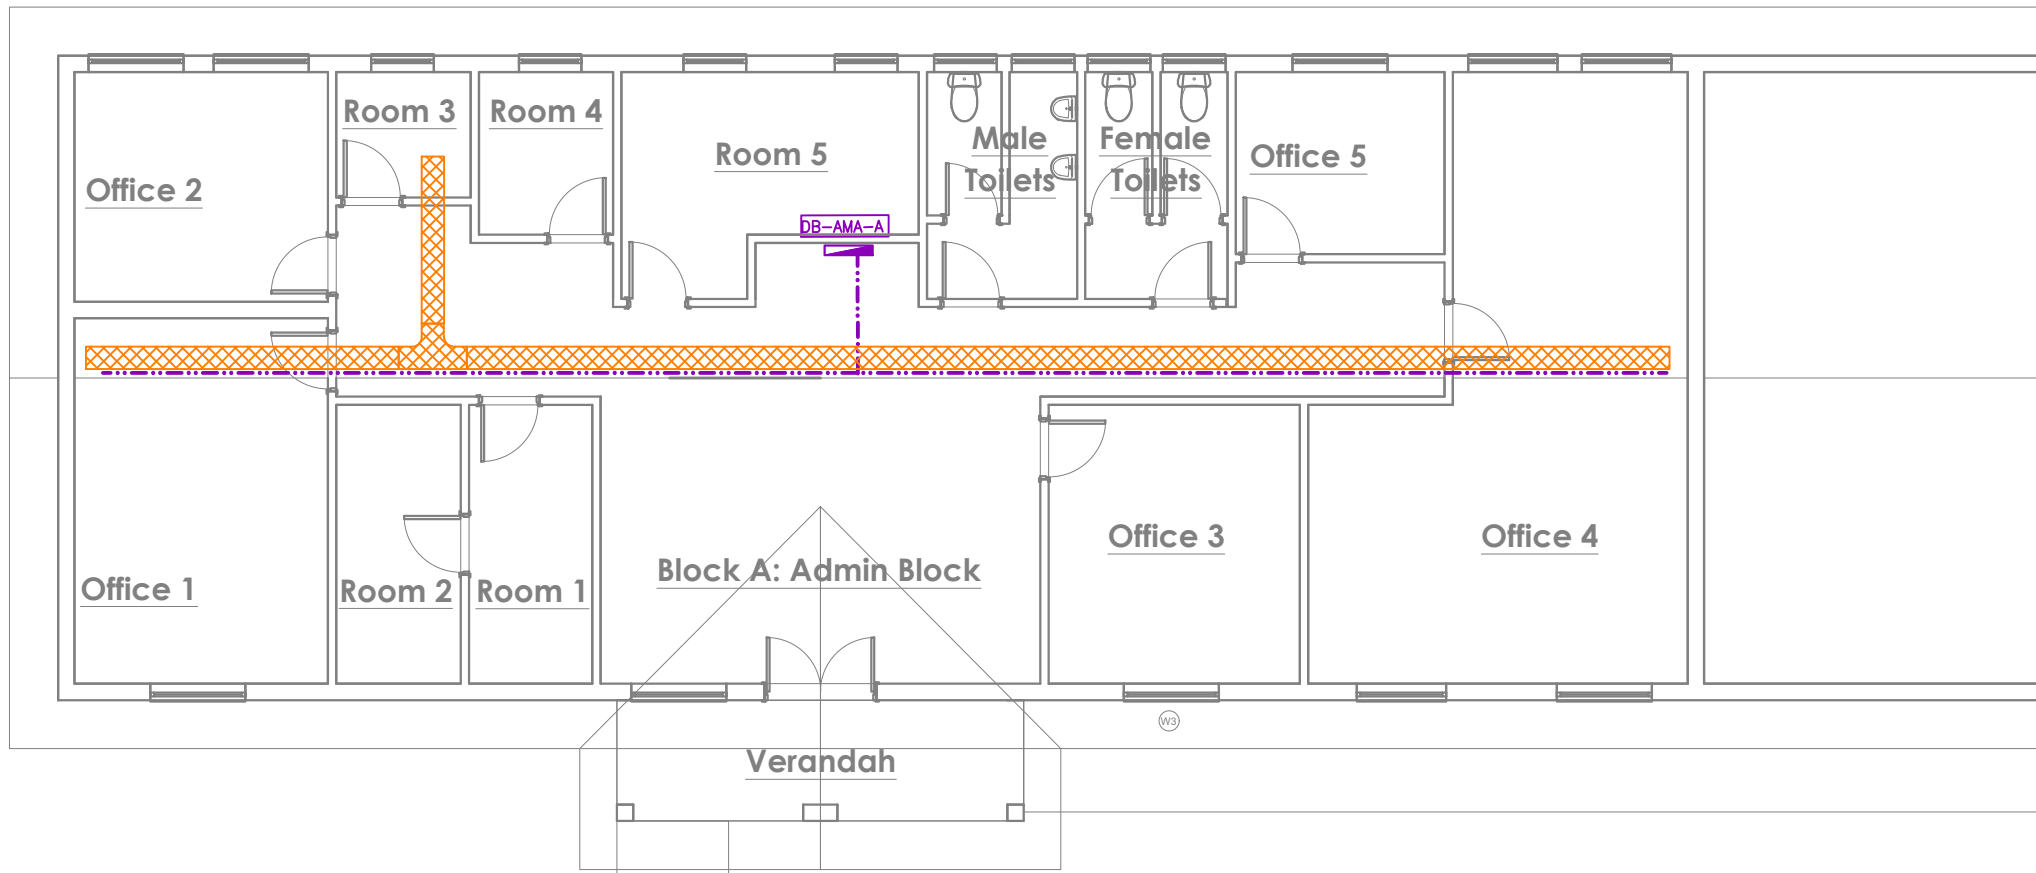 Room 3
Room 4
Male
Toilets
Female
Toilets
Room 5
Office 5
Office 2
DB-AMA-A
Office 3
Office 4
Block A: Admin Block
Office 1
Room 2
Room 1
W3
Verandah